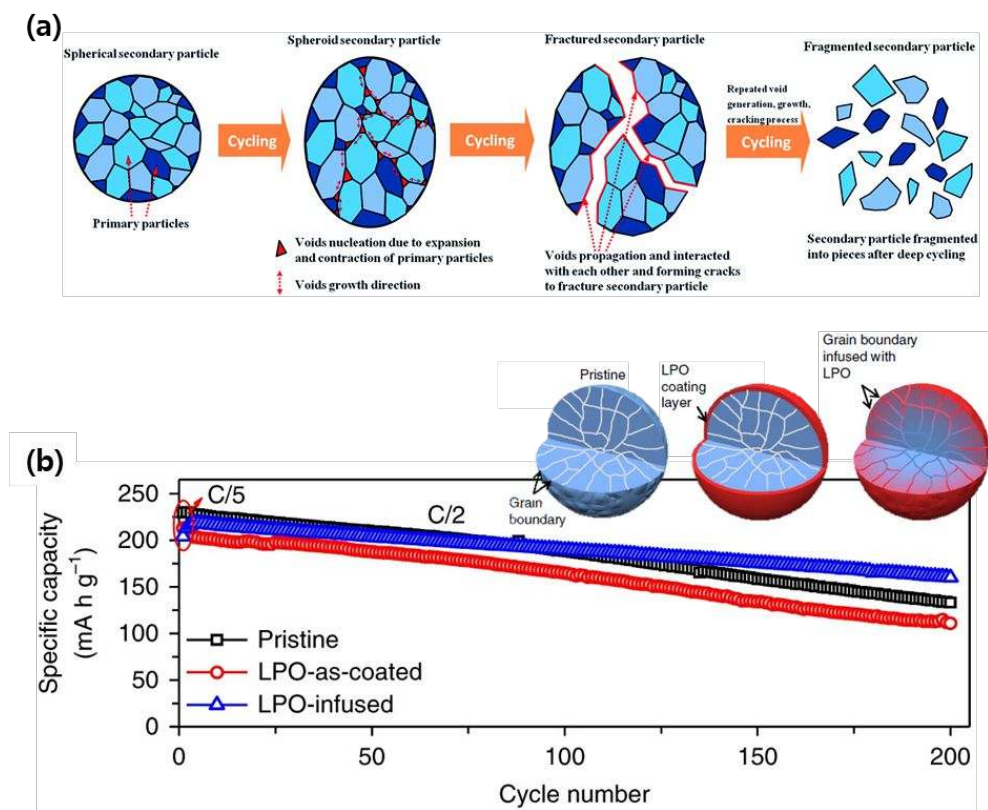 (a)
Spherical secondary particle
Spheroid secondary particle
Fractured secondary particle
Fragmented secondary particle
Cycling
Cycling
Repeated void
generation, growth,
cracking process
Cycling
Primary particles
Voids nucleation due to expansion
and contraction of primary particles
Voids growth direction
Voids propagation and interacted
with each other and forming cracks
to fracture secondary particle
Secondary particle fragmented
into pieces after deep cycling
(b)
Pristine
Grain
boundary
LPO
coating
layer
Grain boundary
infused with
LPO
C/5
C/2
Specific capacity
(mA h g⁻¹)
250
200
150
100
50
0
Pristine
LPO-as-coated
LPO-infused
0
50
100
150
200
Cycle number